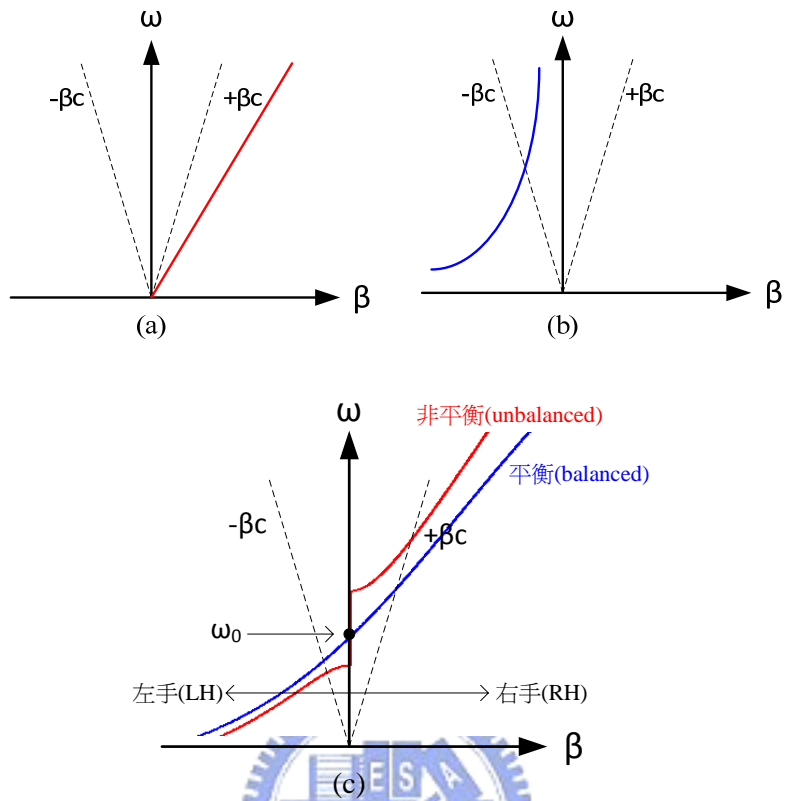 ω
-βc
+βc
β
(a)
ω
-βc
+βc
β
(b)
ω
非平衡(unbalanced)
平衡(balanced)
-βc
+βc
ω₀
左手(LH)
右手(RH)
β
E S A
(c)